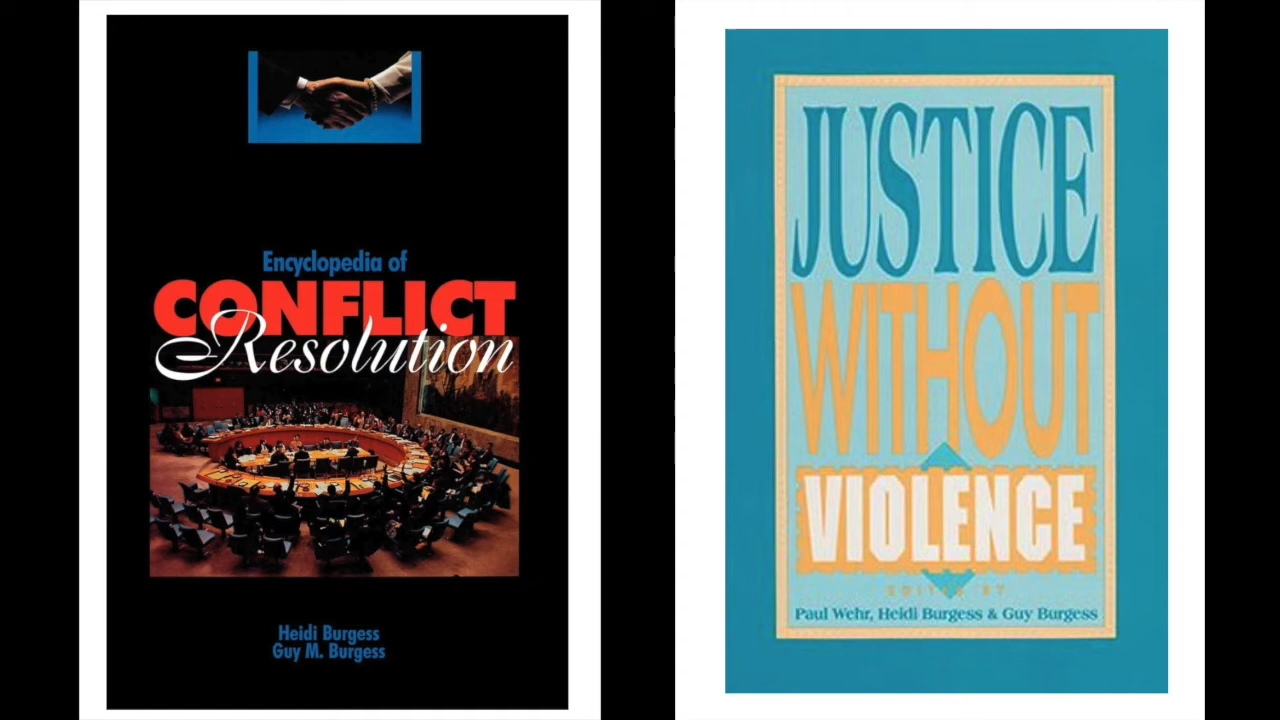 Encyclopedia of
CONFLICT
Resolution
Heidi Burgess
Guy M. Burgess
JUSTICE
WITHOUT
VIOLENCE
EDITED BY
Paul Wehr, Heidi Burgess & Guy Burgess